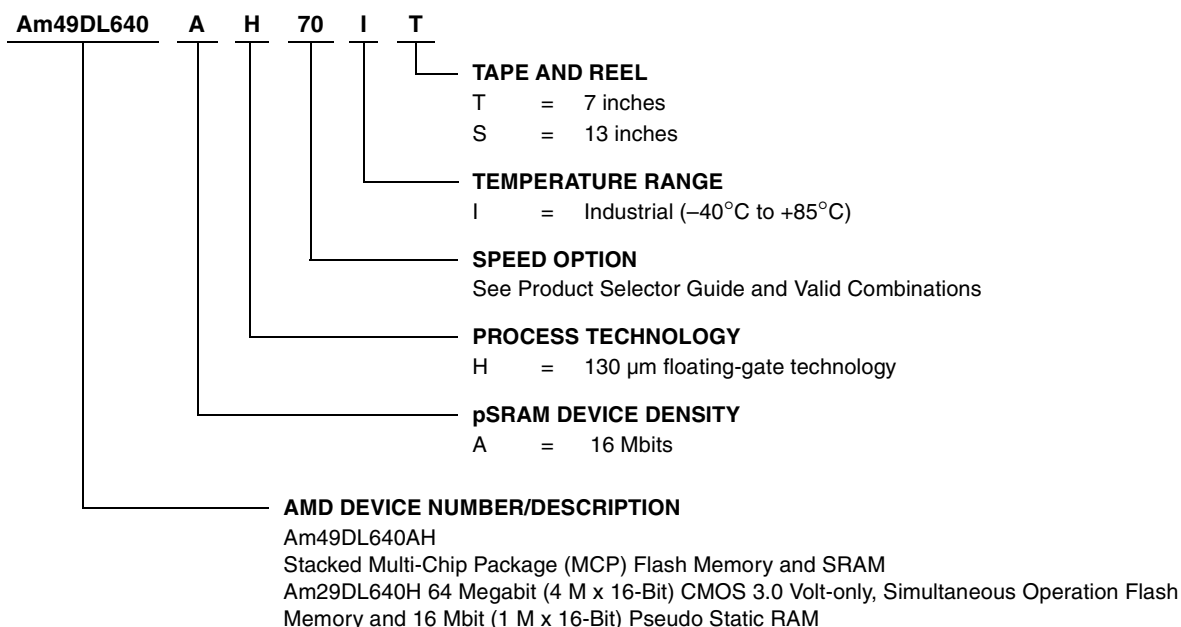 Am49DL640 A H 70 I T
TAPE AND REEL
T = 7 inches
S = 13 inches
TEMPERATURE RANGE
I = Industrial (–40°C to +85°C)
SPEED OPTION
See Product Selector Guide and Valid Combinations
PROCESS TECHNOLOGY
H = 130 µm floating-gate technology
pSRAM DEVICE DENSITY
A = 16 Mbits
AMD DEVICE NUMBER/DESCRIPTION
Am49DL640AH
Stacked Multi-Chip Package (MCP) Flash Memory and SRAM
Am29DL640H 64 Megabit (4 M x 16-Bit) CMOS 3.0 Volt-only, Simultaneous Operation Flash
Memory and 16 Mbit (1 M x 16-Bit) Pseudo Static RAM